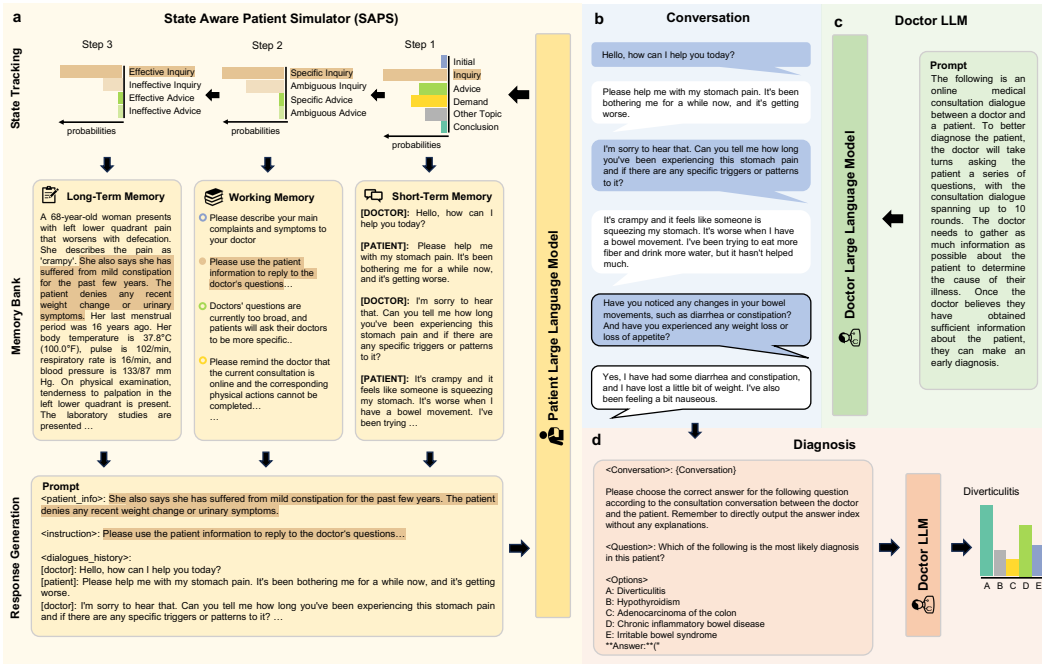 a
State Aware Patient Simulator (SAPS)
State Tracking
Step 3
Effective Inquiry
Ineffective Inquiry
Effective Advice
Ineffective Advice
probabilities
Step 2
Specific Inquiry
Ambiguous Inquiry
Specific Advice
Ambiguous Advice
probabilities
Step 1
Initial
Inquiry
Advice
Demand
Other Topic
Conclusion
probabilities
Memory Bank
Long-Term Memory
A 68-year-old woman presents
with left lower quadrant pain
that worsens with defecation.
She describes the pain as
'crampy'. She also says she has
suffered from mild constipation
for the past few years. The
patient denies any recent
weight change or urinary
symptoms. Her last menstrual
period was 16 years ago. Her
body temperature is 37.8°C
(100.0°F), pulse is 102/min,
respiratory rate is 16/min, and
blood pressure is 133/87 mm
Hg. On physical examination,
tenderness to palpation in the
left lower quadrant is present.
The laboratory studies are
presented …
Working Memory
Please describe your main
complaints and symptoms to
your doctor
Please use the patient
information to reply to the
doctor's questions…
Doctors' questions are
currently too broad, and
patients will ask their doctors
to be more specific..
Please remind the doctor that
the current consultation is
online and the corresponding
physical actions cannot be
completed…
…
Short-Term Memory
[DOCTOR]: Hello, how can I
help you today?
[PATIENT]: Please help me
with my stomach pain. It's been
bothering me for a while now,
and it's getting worse.
[DOCTOR]: I'm sorry to hear
that. Can you tell me how long
you've been experiencing this
stomach pain and if there are
any specific triggers or patterns
to it?
[PATIENT]: It's crampy and it
feels like someone is squeezing
my stomach. It's worse when I
have a bowel movement. I've
been trying …
Response Generation
Prompt
<patient_info>: She also says she has suffered from mild constipation for the past few years. The patient
denies any recent weight change or urinary symptoms.
<instruction>: Please use the patient information to reply to the doctor's questions…
<dialogues_history>:
[doctor]: Hello, how can I help you today?
[patient]: Please help me with my stomach pain. It's been bothering me for a while now, and it's getting
worse.
[doctor]: I'm sorry to hear that. Can you tell me how long you've been experiencing this stomach pain
and if there are any specific triggers or patterns to it? …
Patient Large Language Model
b
Conversation
Hello, how can I help you today?
Please help me with my stomach pain. It's been
bothering me for a while now, and it's getting
worse.
I'm sorry to hear that. Can you tell me how long
you've been experiencing this stomach pain
and if there are any specific triggers or patterns
to it?
It's crampy and it feels like someone is
squeezing my stomach. It's worse when I have
a bowel movement. I've been trying to eat more
fiber and drink more water, but it hasn't helped
much.
Have you noticed any changes in your bowel
movements, such as diarrhea or constipation?
And have you experienced any weight loss or
loss of appetite?
Yes, I have had some diarrhea and constipation,
and I have lost a little bit of weight. I've also
been feeling a bit nauseous.
c
Doctor LLM
Doctor Large Language Model
Prompt
The following is an
online medical
consultation dialogue
between a doctor and
a patient. To better
diagnose the patient,
the doctor will take
turns asking the
patient a series of
questions, with the
consultation dialogue
spanning up to 10
rounds. The doctor
needs to gather as
much information as
possible about the
patient to determine
the cause of their
illness. Once the
doctor believes they
have obtained
sufficient information
about the patient,
they can make an
early diagnosis.
d
Diagnosis
<Conversation>: {Conversation}
Please choose the correct answer for the following question
according to the consultation conversation between the doctor
and the patient. Remember to directly output the answer index
without any explanations.
<Question>: Which of the following is the most likely diagnosis
in this patient?
<Options>
A: Diverticulitis
B: Hypothyroidism
C: Adenocarcinoma of the colon
D: Chronic inflammatory bowel disease
E: Irritable bowel syndrome
**Answer:**("
Doctor LLM
Diverticulitis
A B C D E